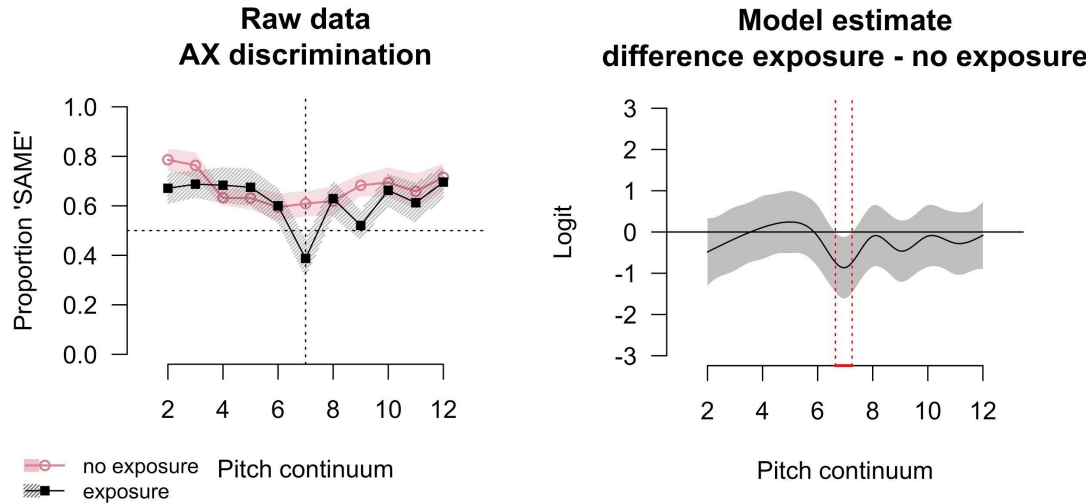 Raw data
AX discrimination
Proportion 'SAME'
1.0
0.8
0.6
0.4
0.2
0.0
2 4 6 8 10 12
Pitch continuum
no exposure
exposure
Model estimate
difference exposure - no exposure
Logit
3
2
1
0
-1
-2
-3
2 4 6 8 10 12
Pitch continuum